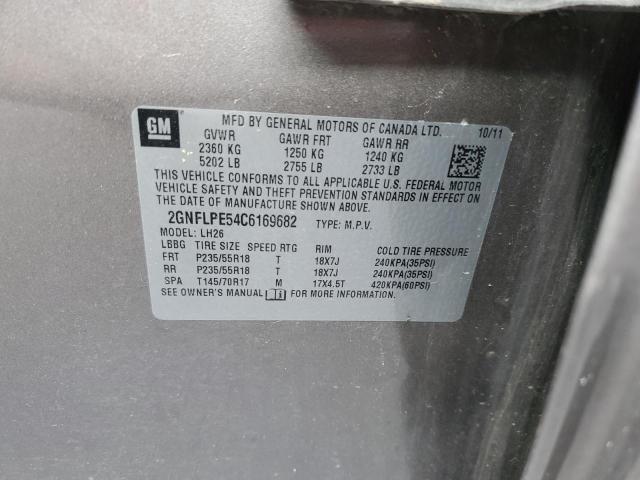 GM
MFD BY GENERAL MOTORS OF CANADA LTD. 10/11
GVWR GAWR FRT GAWR RR
2360 KG 1250 KG 1240 KG
5202 LB 2755 LB 2733 LB
THIS VEHICLE CONFORMS TO ALL APPLICABLE U.S. FEDERAL MOTOR
VEHICLE SAFETY AND THEFT PREVENTION STANDARDS IN EFFECT ON
THE DATE OF MANUFACTURE SHOWN ABOVE.
2GNFLPE54C6169682 TYPE: M.P.V.
MODEL: LH26
LBBG TIRE SIZE SPEED RTG RIM COLD TIRE PRESSURE
FRT P235/55R18 T 18X7J 240KPA(35PSI)
RR P235/55R18 T 18X7J 240KPA(35PSI)
SPA T145/70R17 M 17X4.5T 420KPA(60PSI)
SEE OWNER'S MANUAL FOR MORE INFORMATION